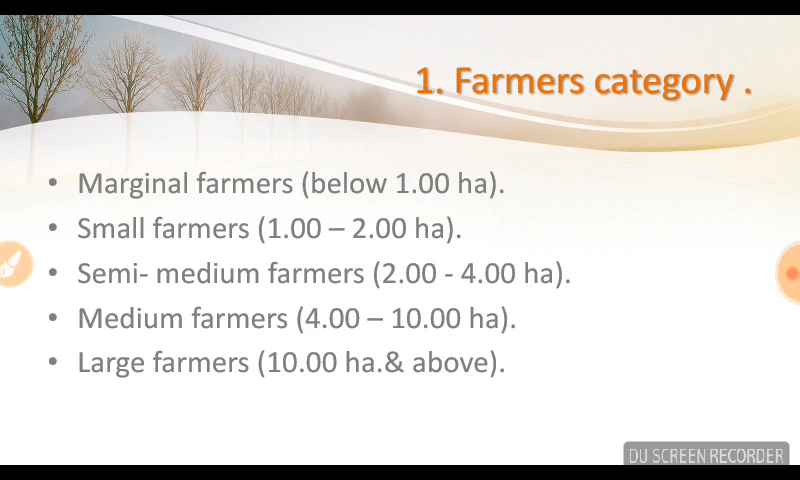 1. Farmers category .
• Marginal farmers (below 1.00 ha).
• Small farmers (1.00 – 2.00 ha).
• Semi- medium farmers (2.00 - 4.00 ha).
• Medium farmers (4.00 – 10.00 ha).
• Large farmers (10.00 ha.& above).
DU SCREEN RECORDER